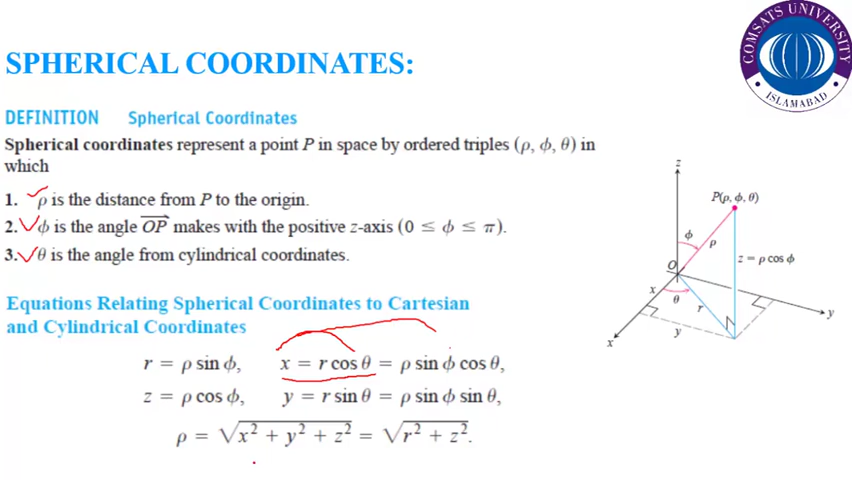 SPHERICAL COORDINATES:
COMSATS UNIVERSITY
ISLAMABAD
DEFINITION Spherical Coordinates
Spherical coordinates represent a point P in space by ordered triples (ρ, ϕ, θ) in
which
1. ρ is the distance from P to the origin.
2. ϕ is the angle \overrightarrow{OP} makes with the positive z-axis (0 ≤ ϕ ≤ π).
3. θ is the angle from cylindrical coordinates.
Equations Relating Spherical Coordinates to Cartesian
and Cylindrical Coordinates
r = ρ sin ϕ, x = r cos θ = ρ sin ϕ cos θ,
z = ρ cos ϕ, y = r sin θ = ρ sin ϕ sin θ,
ρ = √(x² + y² + z²) = √(r² + z²).
z
P(ρ, ϕ, θ)
ϕ
ρ
z = ρ cos ϕ
O
x
θ
r
y
y
x